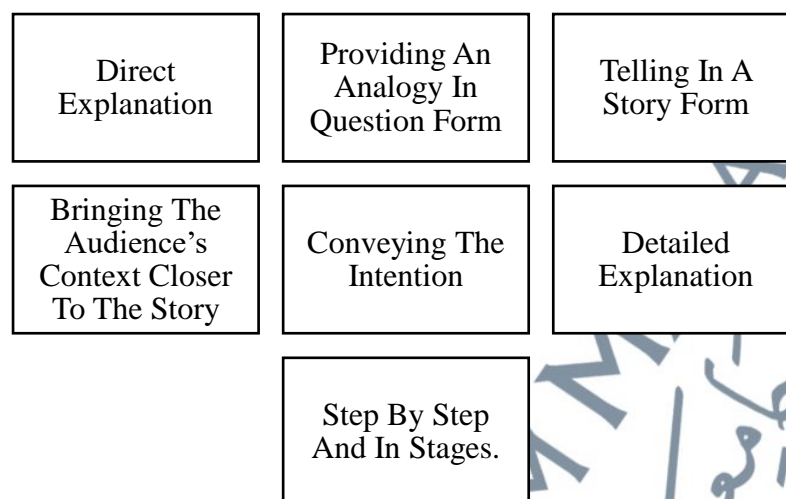 Direct
Explanation
Providing An
Analogy In
Question Form
Telling In A
Story Form
Bringing The
Audience's
Context Closer
To The Story
Conveying The
Intention
Detailed
Explanation
Step By Step
And In Stages.